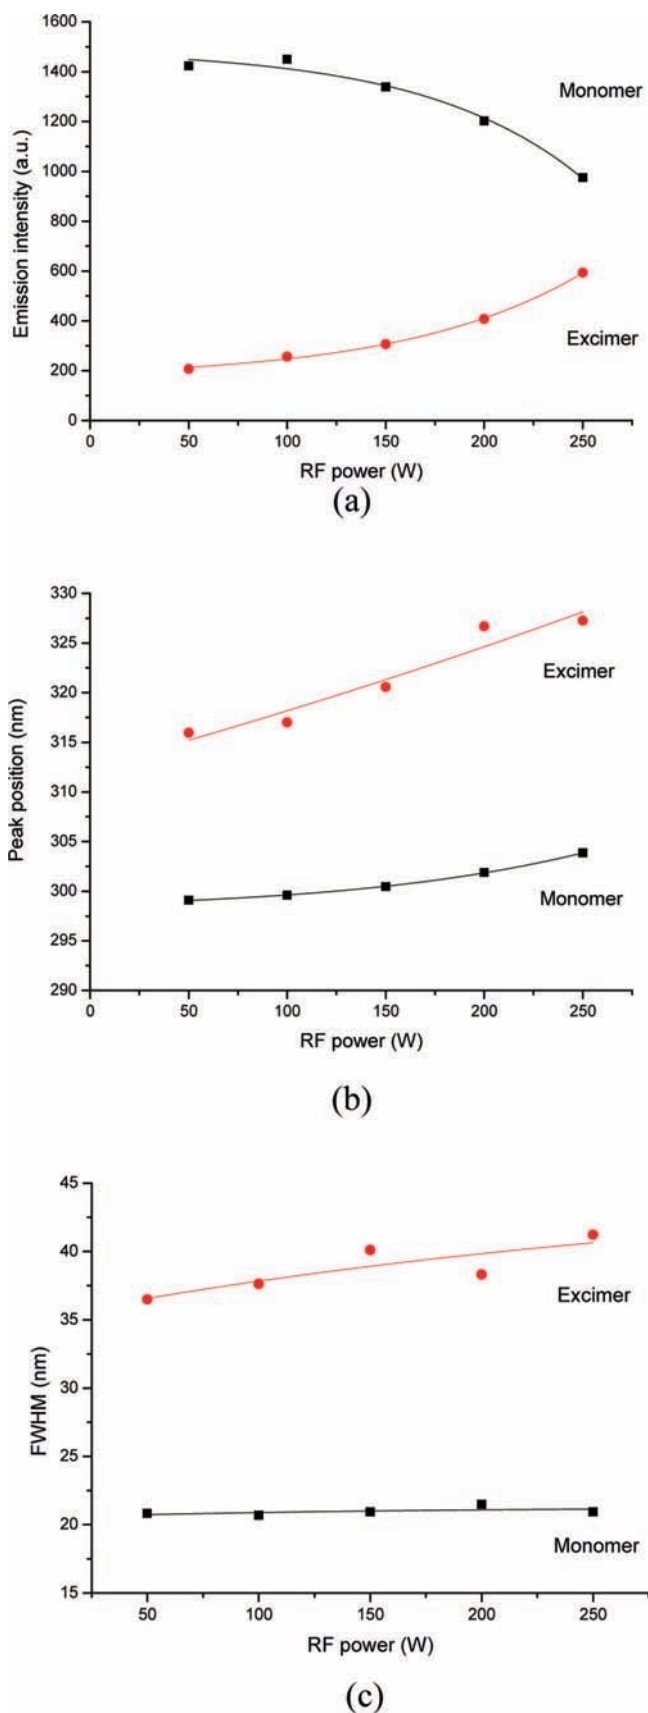 1600
1400
1200
1000
800
600
400
200
0
Emission intensity (a.u.)
Monomer
Excimer
0 50 100 150 200 250
RF power (W)
(a)
330
325
320
315
305
300
295
290
Peak position (nm)
Excimer
Monomer
0 50 100 150 200 250
RF power (W)
(b)
45
40
35
30
25
20
15
FWHM (nm)
Excimer
Monomer
50 100 150 200 250
RF power (W)
(c)